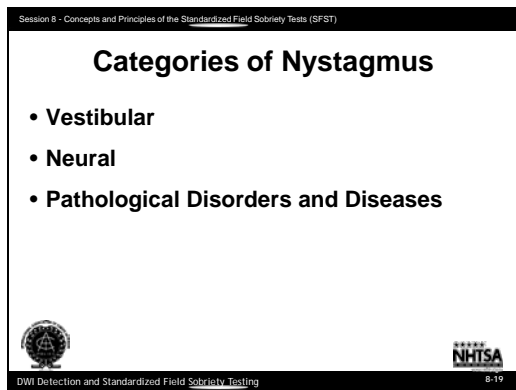 Session 8 - Concepts and Principles of the Standardized Field Sobriety Tests (SFST)
Categories of Nystagmus
• Vestibular
• Neural
• Pathological Disorders and Diseases
NHTSA
DWI Detection and Standardized Field Sobriety Testing
8-19